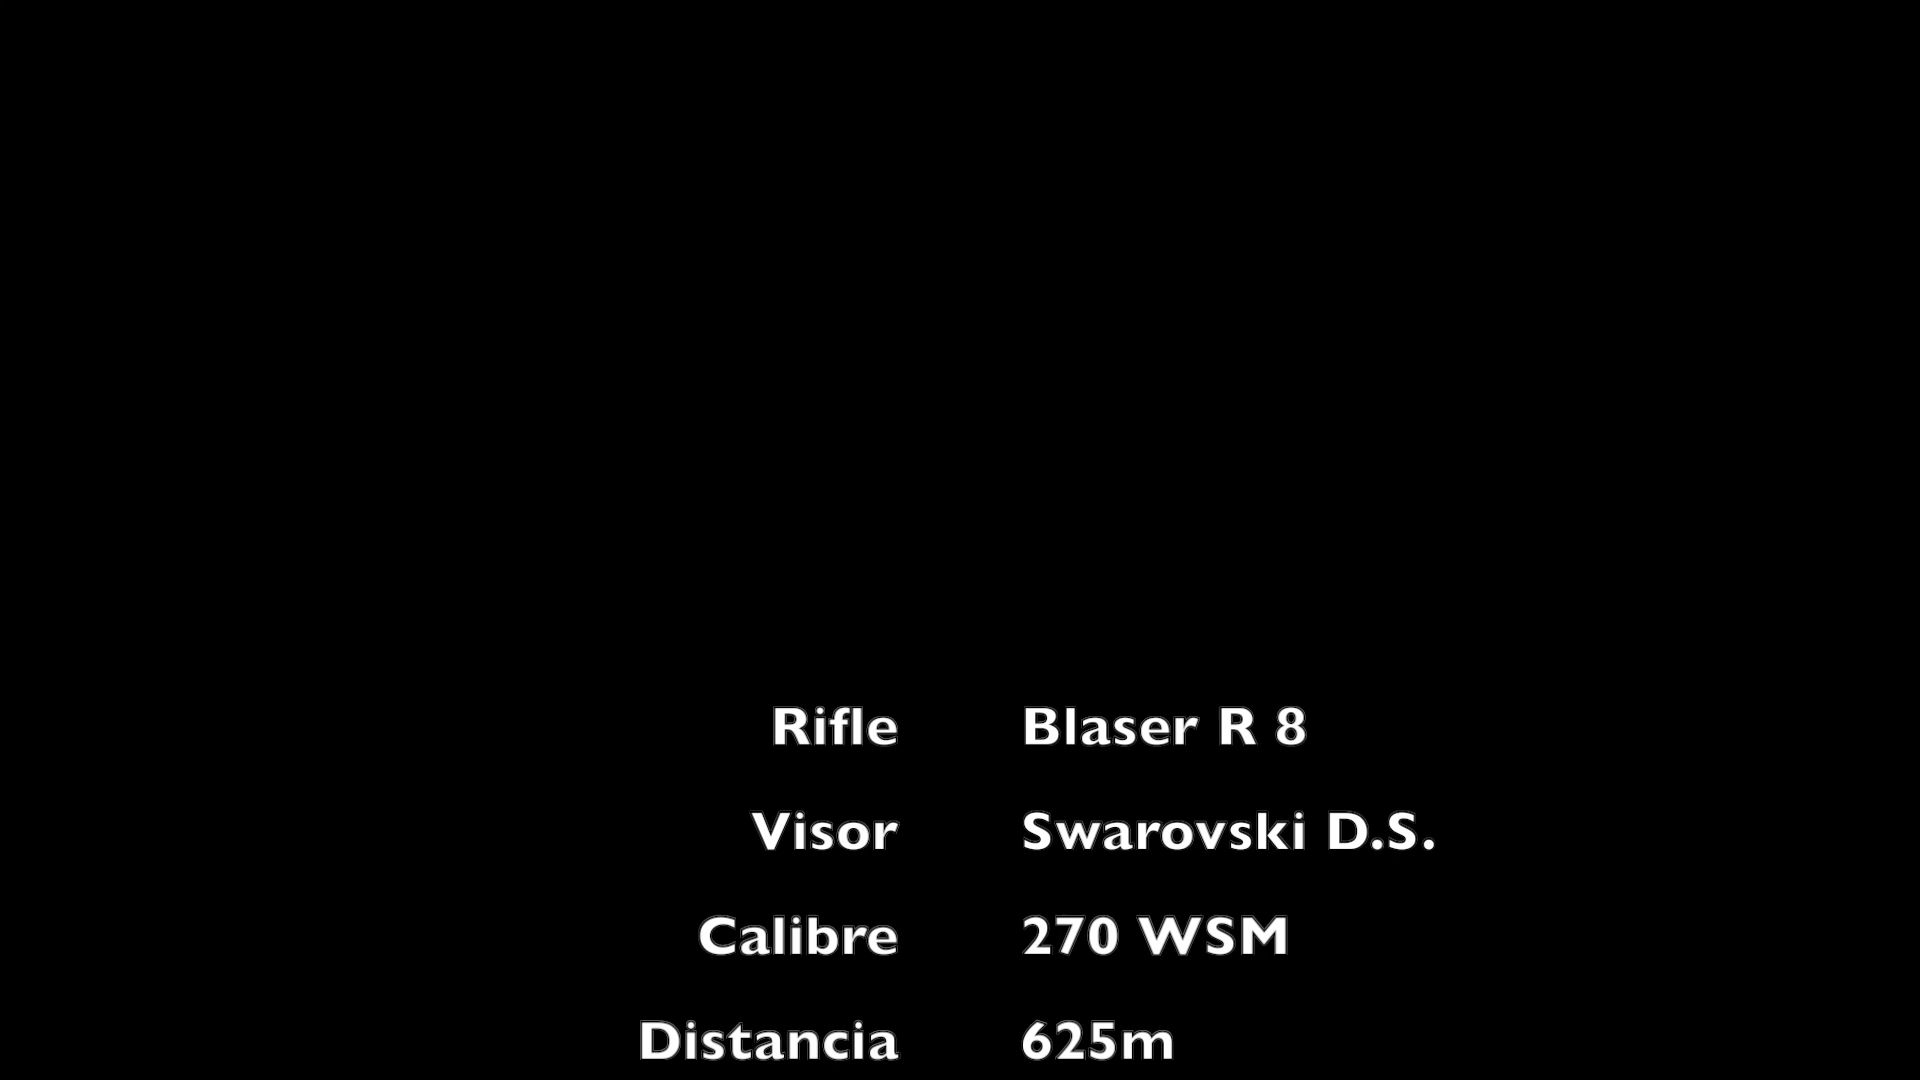 Rifle Blaser R 8
Visor Swarovski D.S.
Calibre 270 WSM
Distancia 625m